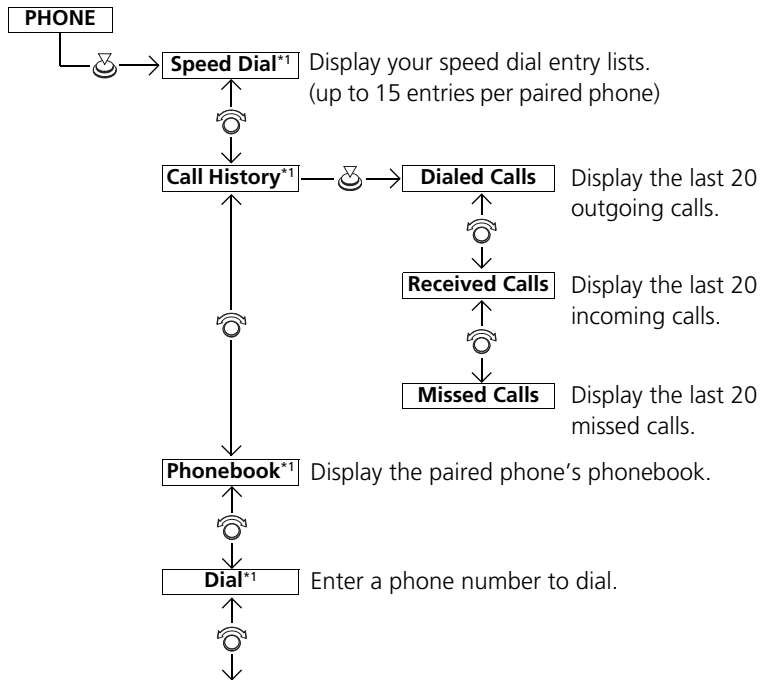 PHONE
Speed Dial*1
Display your speed dial entry lists.
(up to 15 entries per paired phone)
Call History*1
Dialed Calls
Display the last 20
outgoing calls.
Received Calls
Display the last 20
incoming calls.
Missed Calls
Display the last 20
missed calls.
Phonebook*1
Display the paired phone’s phonebook.
Dial*1
Enter a phone number to dial.